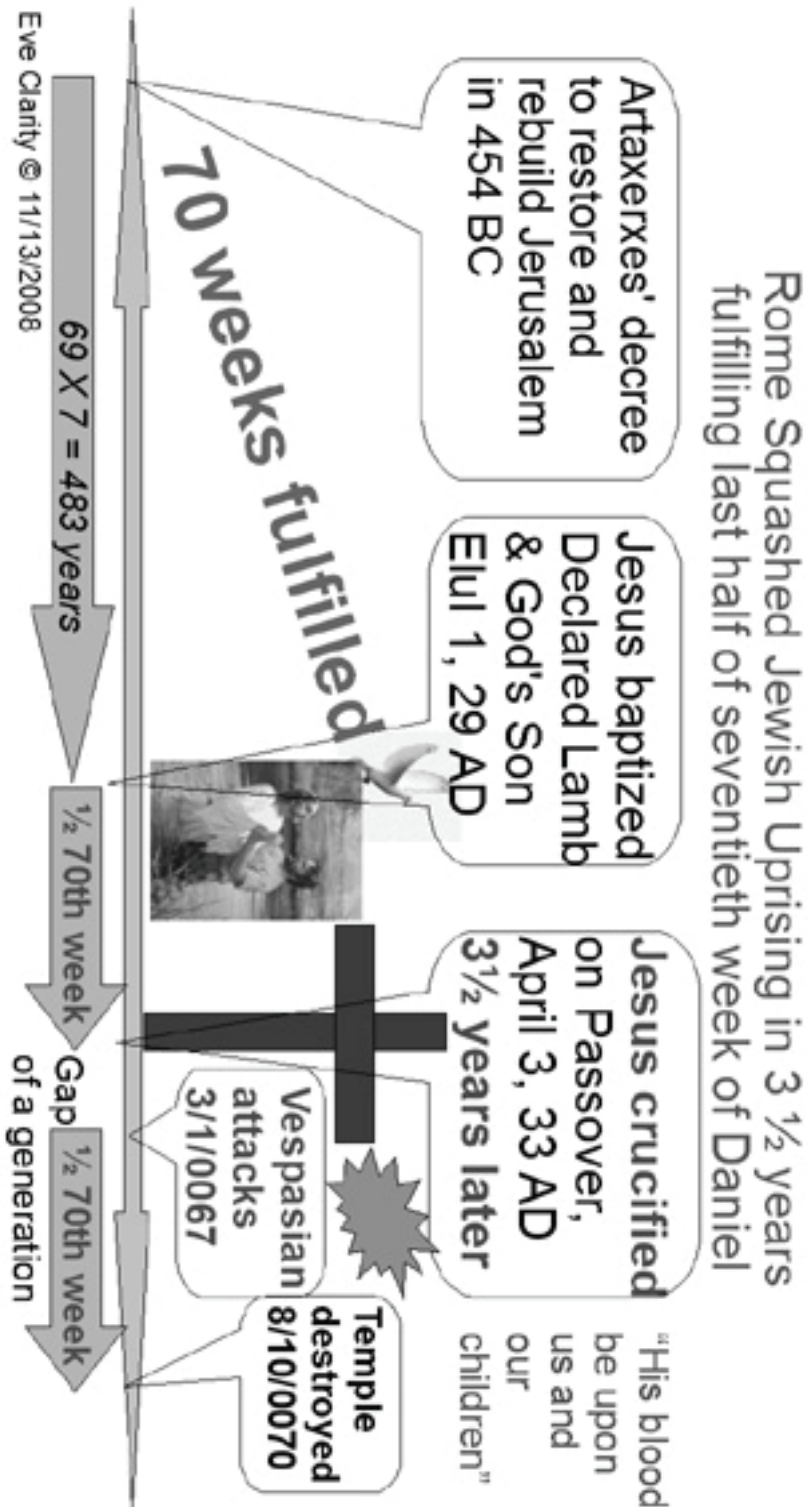 Rome Squashed Jewish Uprising in 3 ½ years
fulfilling last half of seventieth week of Daniel
Artaxerxes' decree
to restore and
rebuild Jerusalem
in 454 BC
Jesus baptized
Declared Lamb
& God's Son
Elul 1, 29 AD
Jesus crucified
on Passover,
April 3, 33 AD
3½ years later
"His blood
be upon
us and
our
children"
70 weeks fulfilled
Vespasian
attacks
3/1/0067
Temple
destroyed
8/10/0070
69 X 7 = 483 years
½ 70th week
Gap
of a generation
½ 70th week
Eve Clarity © 11/13/2008